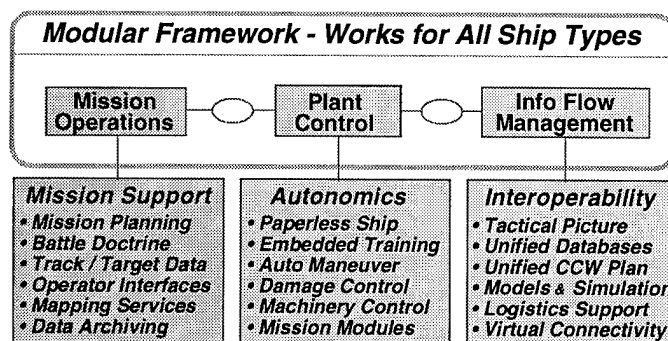 Modular Framework - Works for All Ship Types
Mission
Operations
Plant
Control
Info Flow
Management
Mission Support
• Mission Planning
• Battle Doctrine
• Track / Target Data
• Operator Interfaces
• Mapping Services
• Data Archiving
Autonomics
• Paperless Ship
• Embedded Training
• Auto Maneuver
• Damage Control
• Machinery Control
• Mission Modules
Interoperability
• Tactical Picture
• Unified Databases
• Unified CCW Plan
• Models & Simulation
• Logistics Support
• Virtual Connectivity